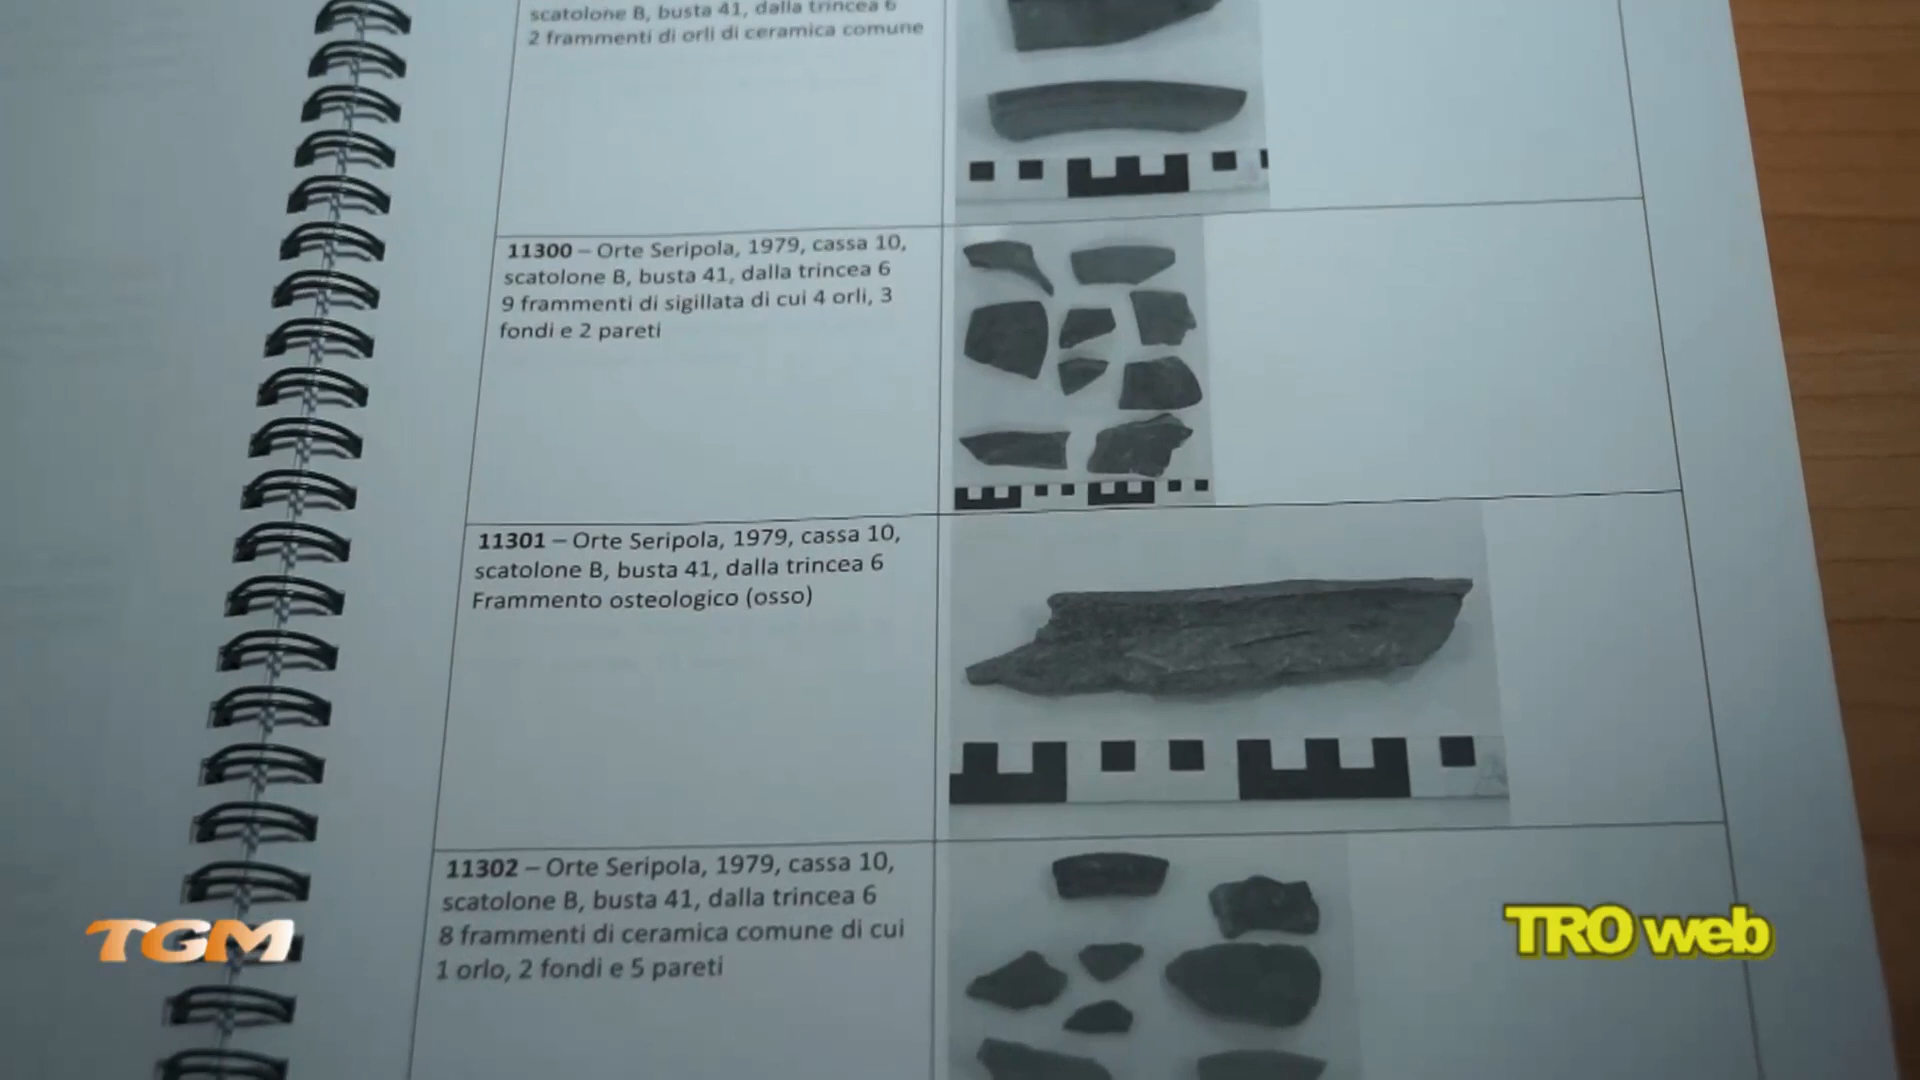 scatolone B, busta 41, dalla trincea 6
2 frammenti di orli di ceramica comune
11300 – Orte Seripola, 1979, cassa 10,
scatolone B, busta 41, dalla trincea 6
9 frammenti di sigillata di cui 4 orli, 3
fondi e 2 pareti
11301 – Orte Seripola, 1979, cassa 10,
scatolone B, busta 41, dalla trincea 6
Frammento osteologico (osso)
11302 – Orte Seripola, 1979, cassa 10,
scatolone B, busta 41, dalla trincea 6
8 frammenti di ceramica comune di cui
1 orlo, 2 fondi e 5 pareti
TGM
TRO web